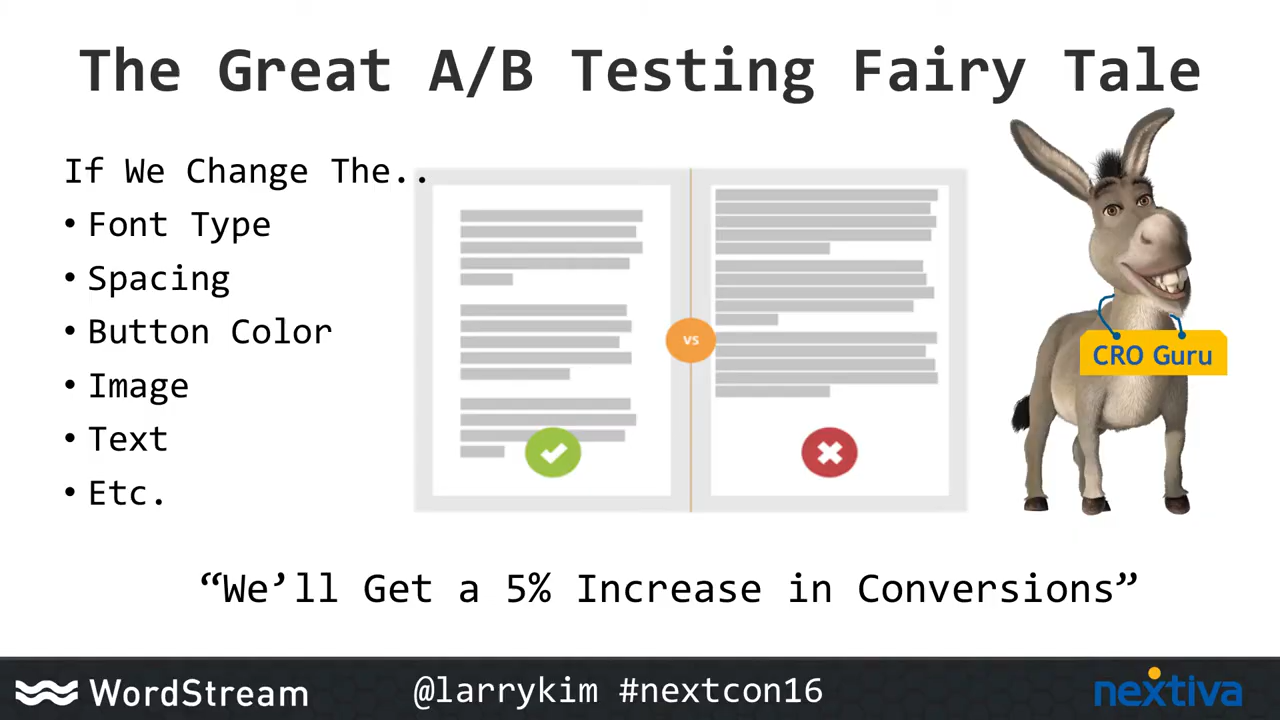 The Great A/B Testing Fairy Tale
If We Change The..
• Font Type
• Spacing
• Button Color
• Image
• Text
• Etc.
vs
CRO Guru
“We’ll Get a 5% Increase in Conversions”
WordStream
@larrykim #nextcon16
nextiva